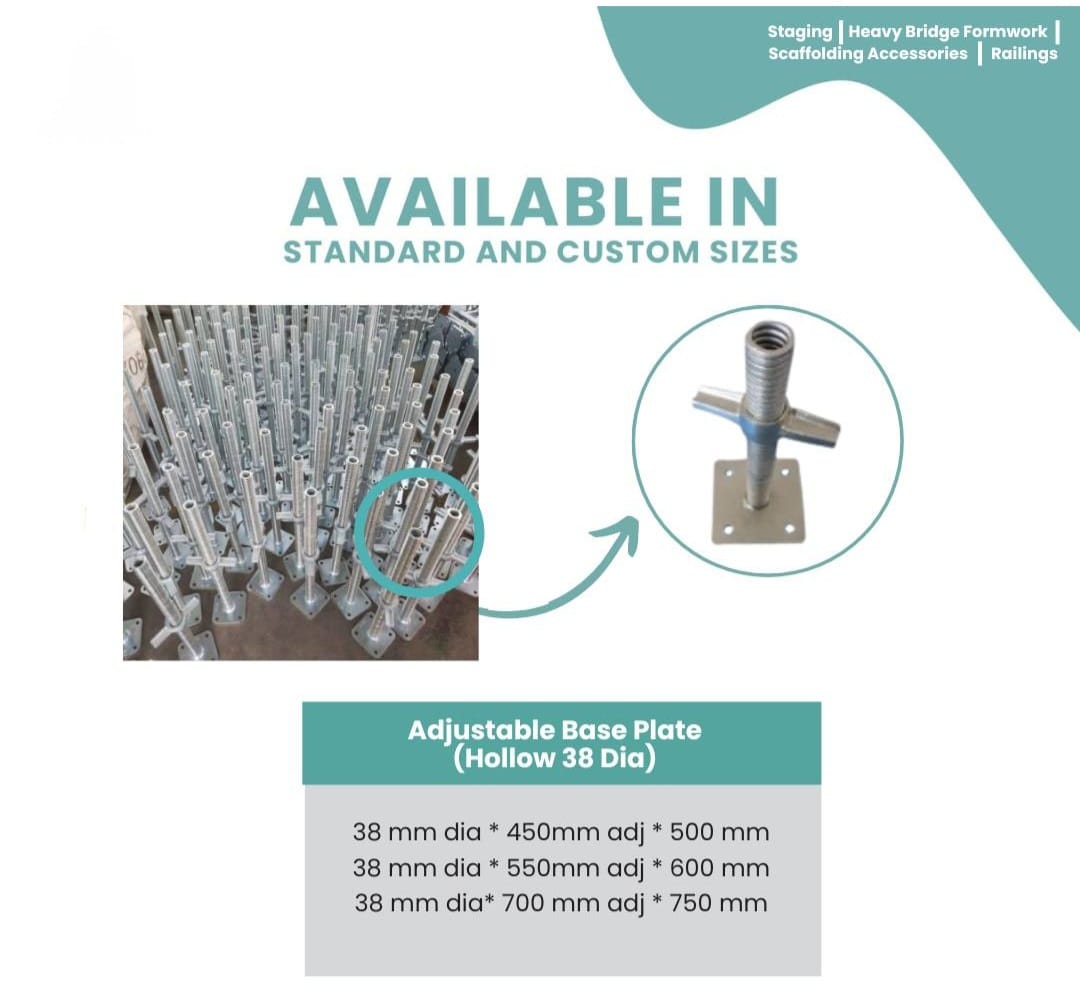 Staging | Heavy Bridge Formwork |
Scaffolding Accessories | Railings
AVAILABLE IN
STANDARD AND CUSTOM SIZES
Adjustable Base Plate
(Hollow 38 Dia)
38 mm dia * 450mm adj * 500 mm
38 mm dia * 550mm adj * 600 mm
38 mm dia* 700 mm adj * 750 mm